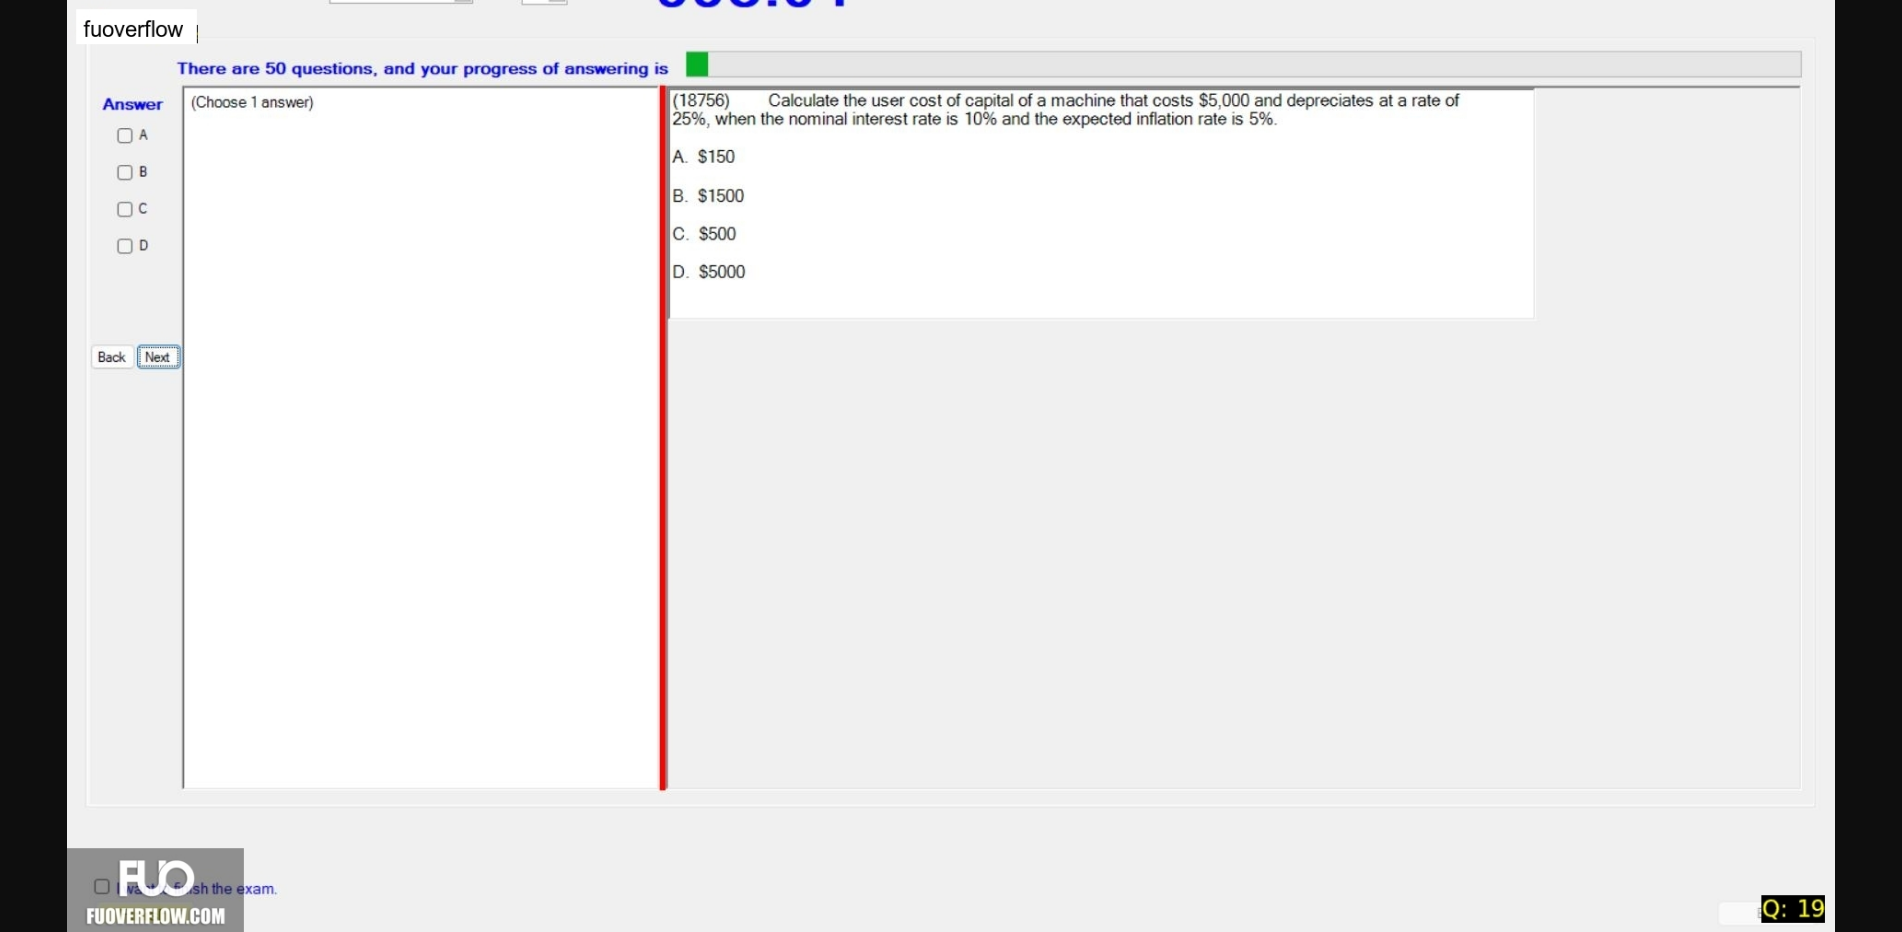 fuoverflow
There are 50 questions, and your progress of answering is
Answer
(Choose 1 answer)
A
B
C
D
Back Next
(18756) Calculate the user cost of capital of a machine that costs $5,000 and depreciates at a rate of
25%, when the nominal interest rate is 10% and the expected inflation rate is 5%.
A. $150
B. $1500
C. $500
D. $5000
FUO
I want to finish the exam.
FUOVERFLOW.COM
Q: 19